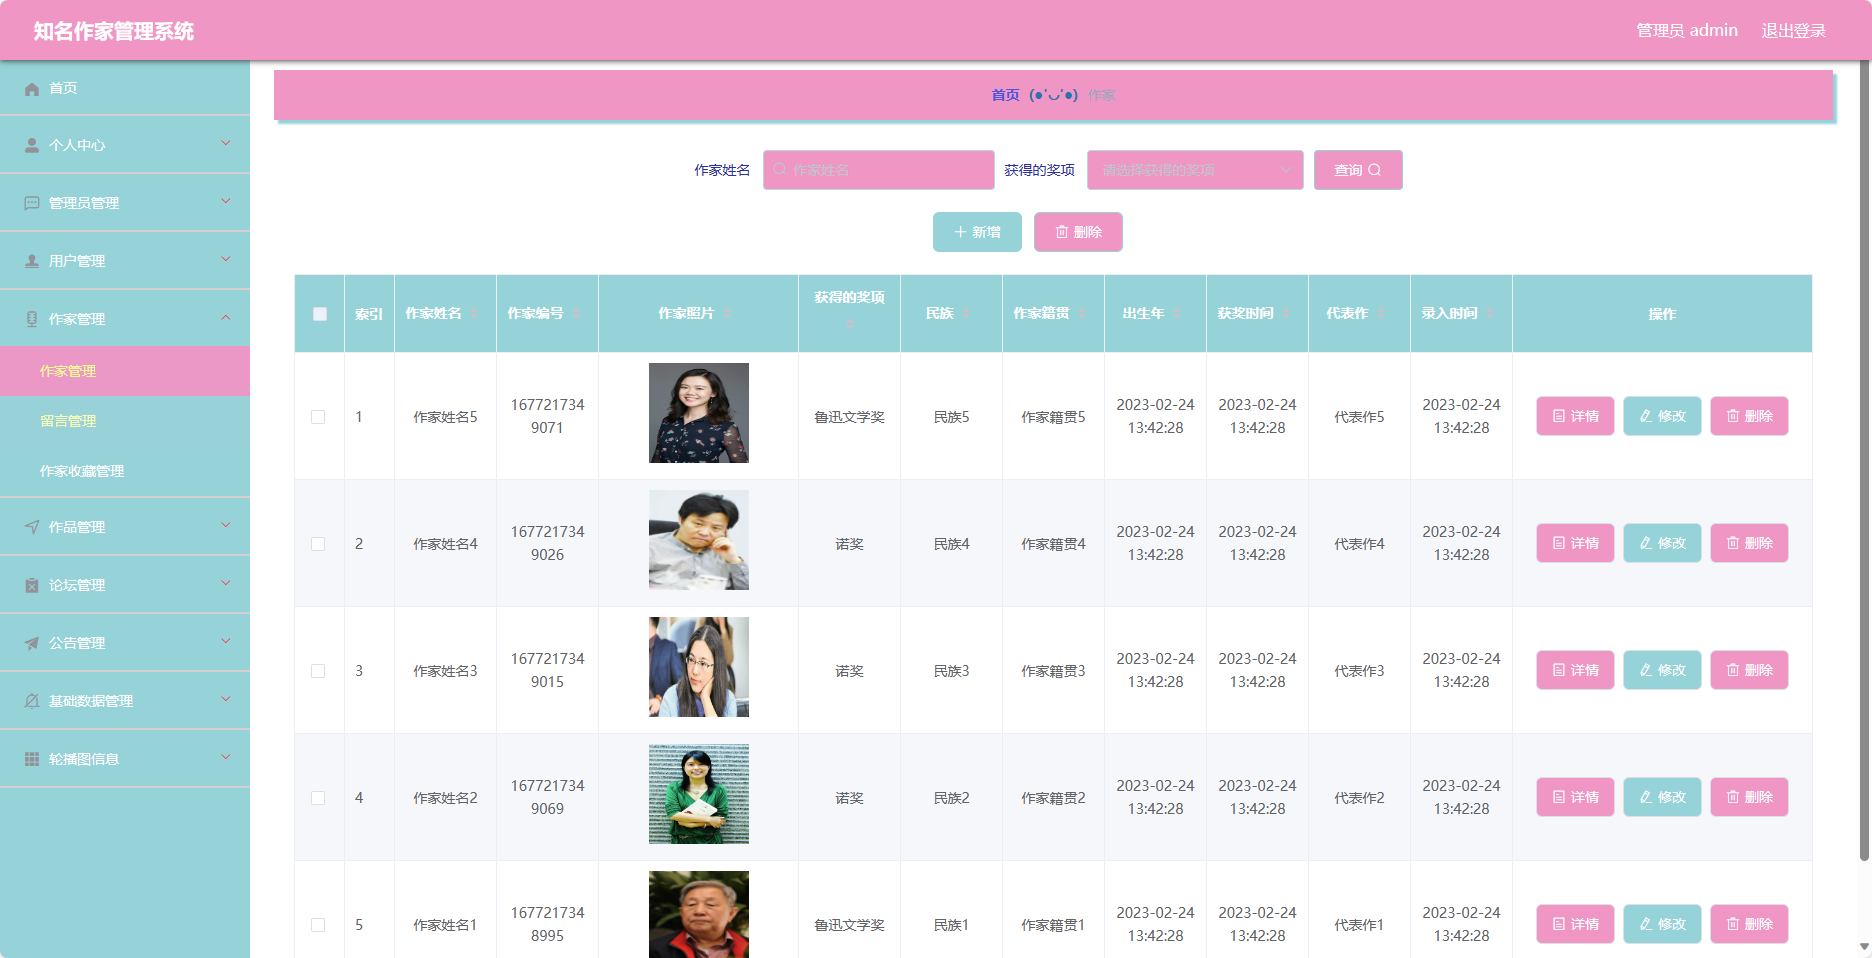 知名作家管理系统
管理员 admin 退出登录
首页
个人中心
管理员管理
用户管理
作家管理
作家管理
留言管理
作家收藏管理
作品管理
论坛管理
公告管理
基础数据管理
轮播图信息
首页 (●'◡'●) 作家
作家姓名 作家姓名 获得的奖项 请选择获得的奖项 查询
新增 删除
索引 作家姓名 作家编号 作家照片 获得的奖项 民族 作家籍贯 出生年 获奖时间 代表作 录入时间 操作
1 作家姓名5 167721734 鲁迅文学奖 民族5 作家籍贯5 2023-02-24 2023-02-24 代表作5 2023-02-24 详情 修改 删除
9071 13:42:28 13:42:28 13:42:28
2 作家姓名4 167721734 诺奖 民族4 作家籍贯4 2023-02-24 2023-02-24 代表作4 2023-02-24 详情 修改 删除
9026 13:42:28 13:42:28 13:42:28
3 作家姓名3 167721734 诺奖 民族3 作家籍贯3 2023-02-24 2023-02-24 代表作3 2023-02-24 详情 修改 删除
9015 13:42:28 13:42:28 13:42:28
4 作家姓名2 167721734 诺奖 民族2 作家籍贯2 2023-02-24 2023-02-24 代表作2 2023-02-24 详情 修改 删除
9069 13:42:28 13:42:28 13:42:28
5 作家姓名1 167721734 鲁迅文学奖 民族1 作家籍贯1 2023-02-24 2023-02-24 代表作1 2023-02-24 详情 修改 删除
8995 13:42:28 13:42:28 13:42:28